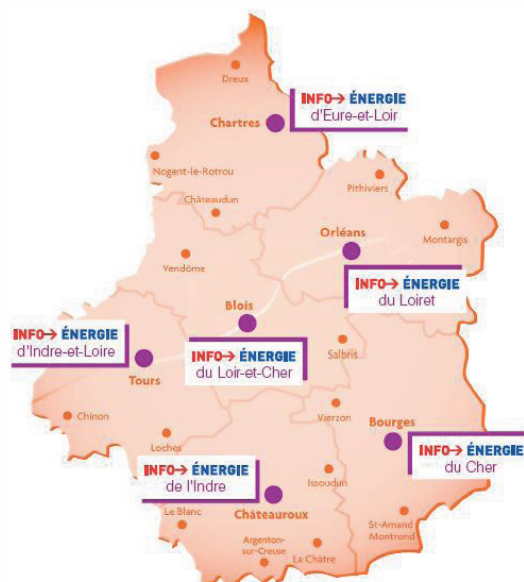 Dreux
INFO→ ÉNERGIE
d'Eure-et-Loir
Chartres
Nogent-le-Rotrou
Pithiviers
Châteaudun
Orléans
Montargis
Vendôme
INFO→ ÉNERGIE
du Loiret
Blois
INFO→ ÉNERGIE
d'Indre-et-Loire
INFO→ ÉNERGIE
du Loir-et-Cher
Salbris
Tours
Chinon
Vierzon
Bourges
Loches
INFO→ ÉNERGIE
du Cher
INFO→ ÉNERGIE
de l'Indre
Issoudun
Le Blanc
Châteauroux
St-Amand
Montrond
Argenton-
sur-Creuse
La Châtre